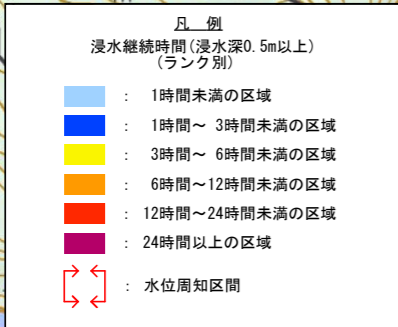 凡 例
浸水継続時間(浸水深0.5m以上)
(ランク別)
： 1時間未満の区域
： 1時間～ 3時間未満の区域
： 3時間～ 6時間未満の区域
： 6時間～12時間未満の区域
： 12時間～24時間未満の区域
： 24時間以上の区域
： 水位周知区間